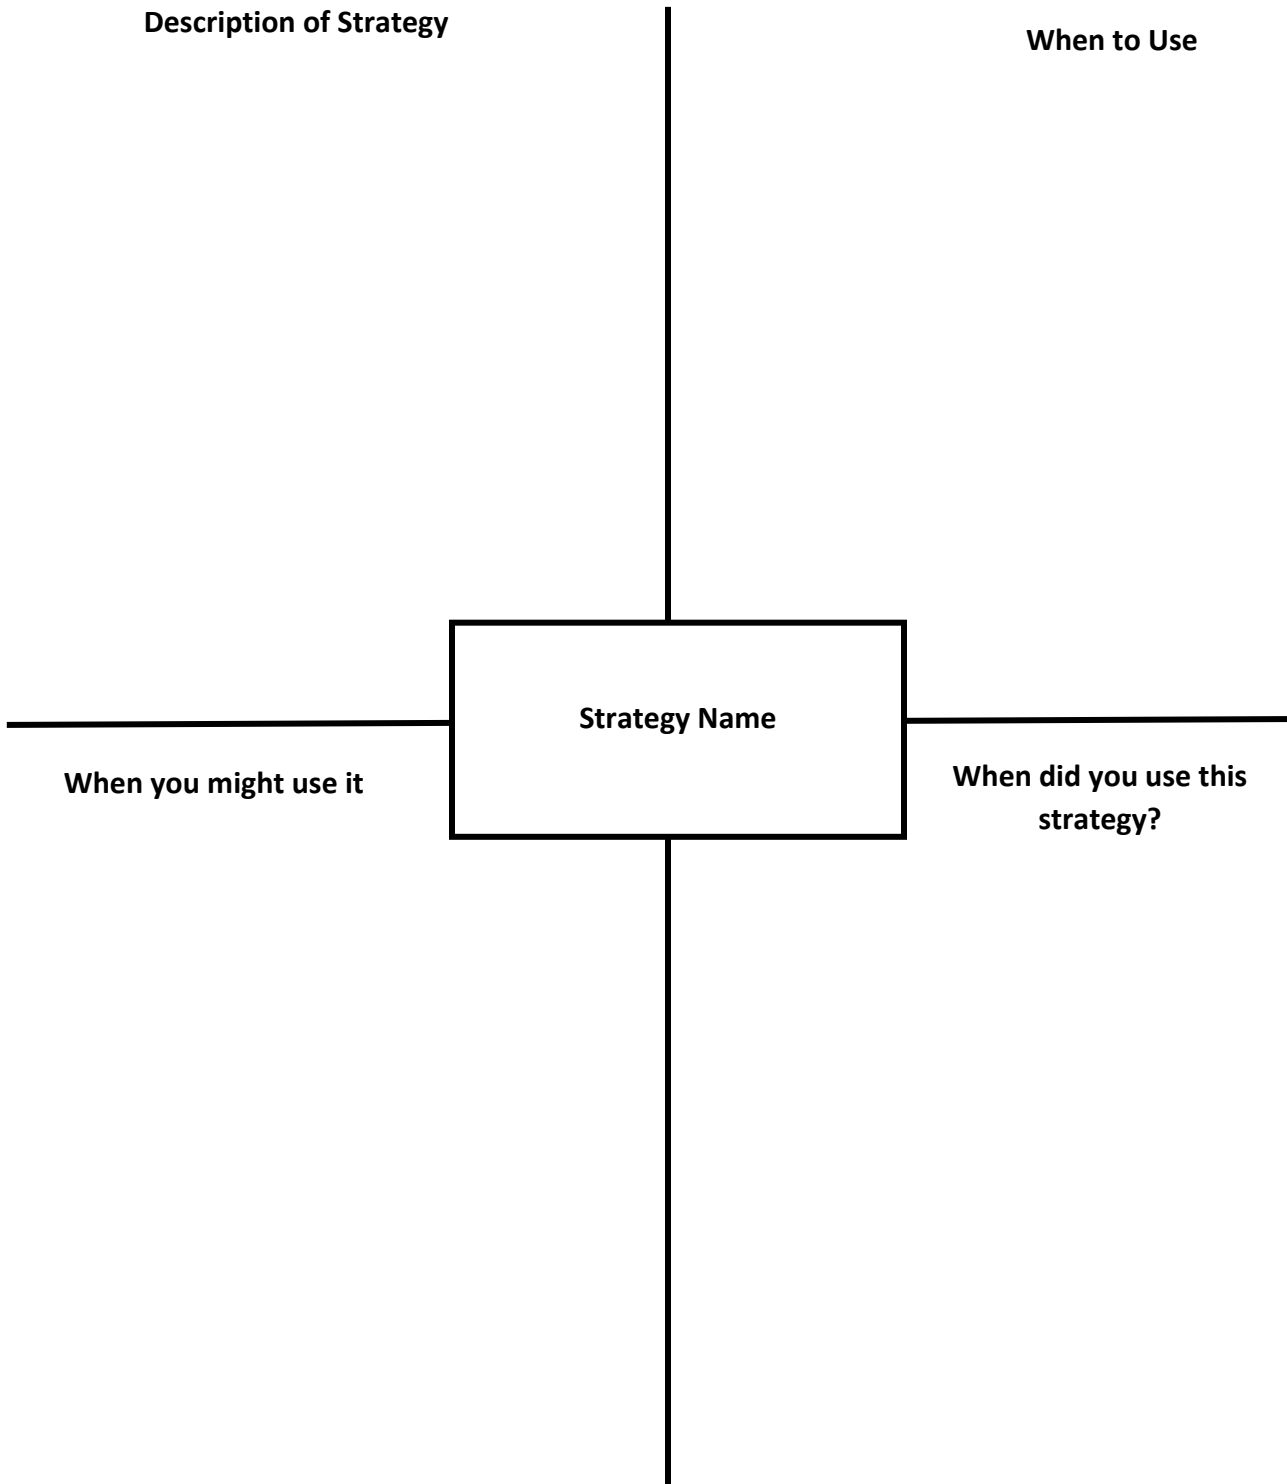 Description of Strategy
When to Use
Strategy Name
When you might use it
When did you use this
strategy?